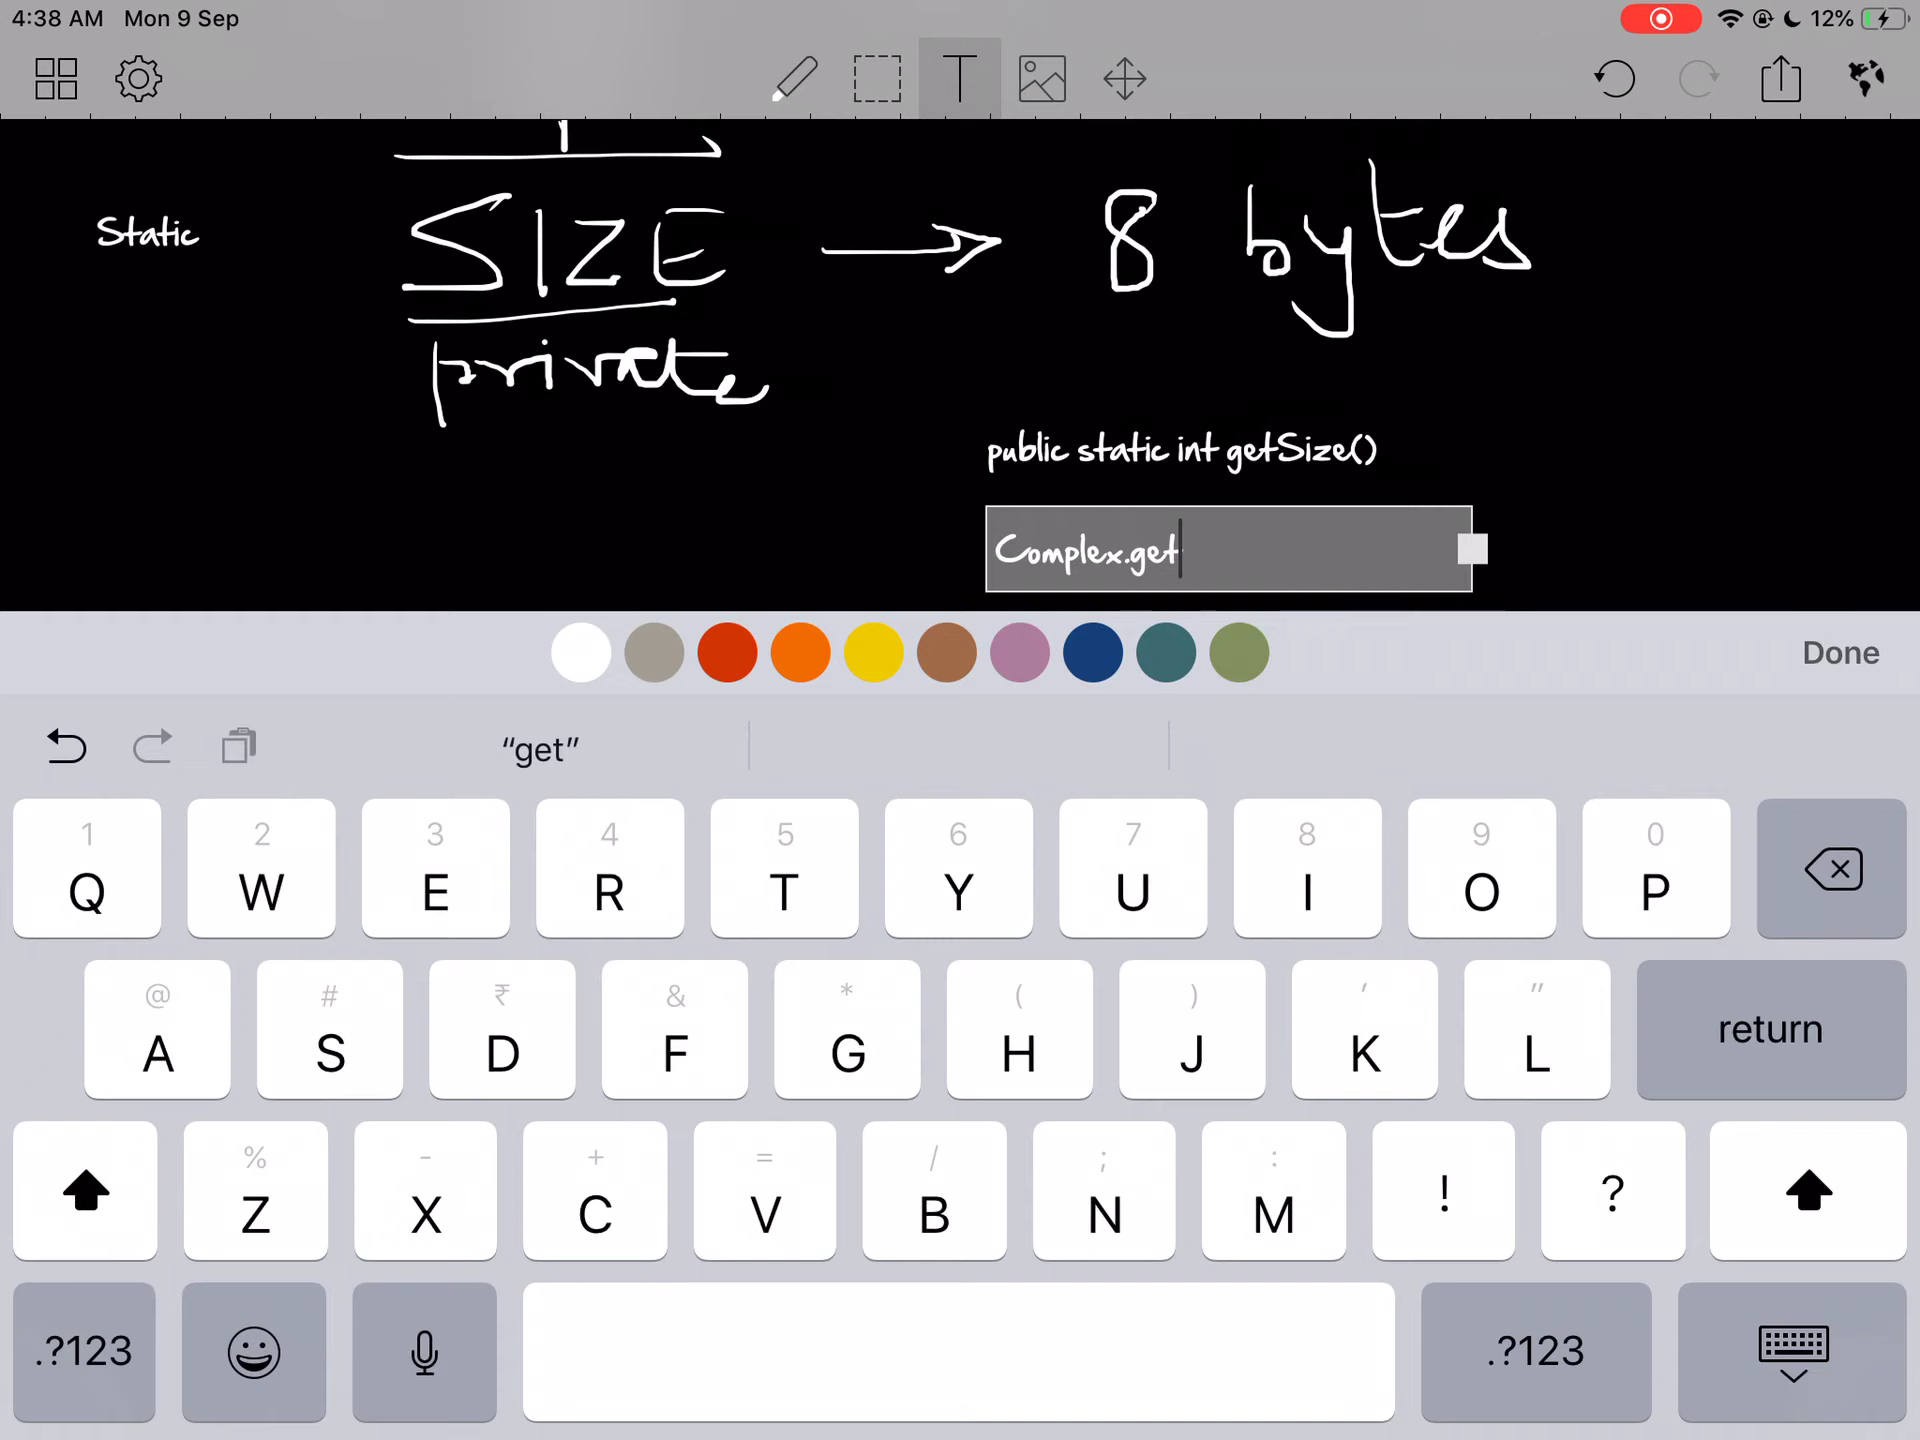 4:38 AM Mon 9 Sep 12%
Static SIZE → 8 bytes
private
public static int getSize()
Complex.get
Done
“get”
1 2 3 4 5 6 7 8 9 0
Q W E R T Y U I O P
@ # ₹ & * ( ) ' "
A S D F G H J K L return
% - + = / ; :
Z X C V B N M ! ?
.?123 .?123